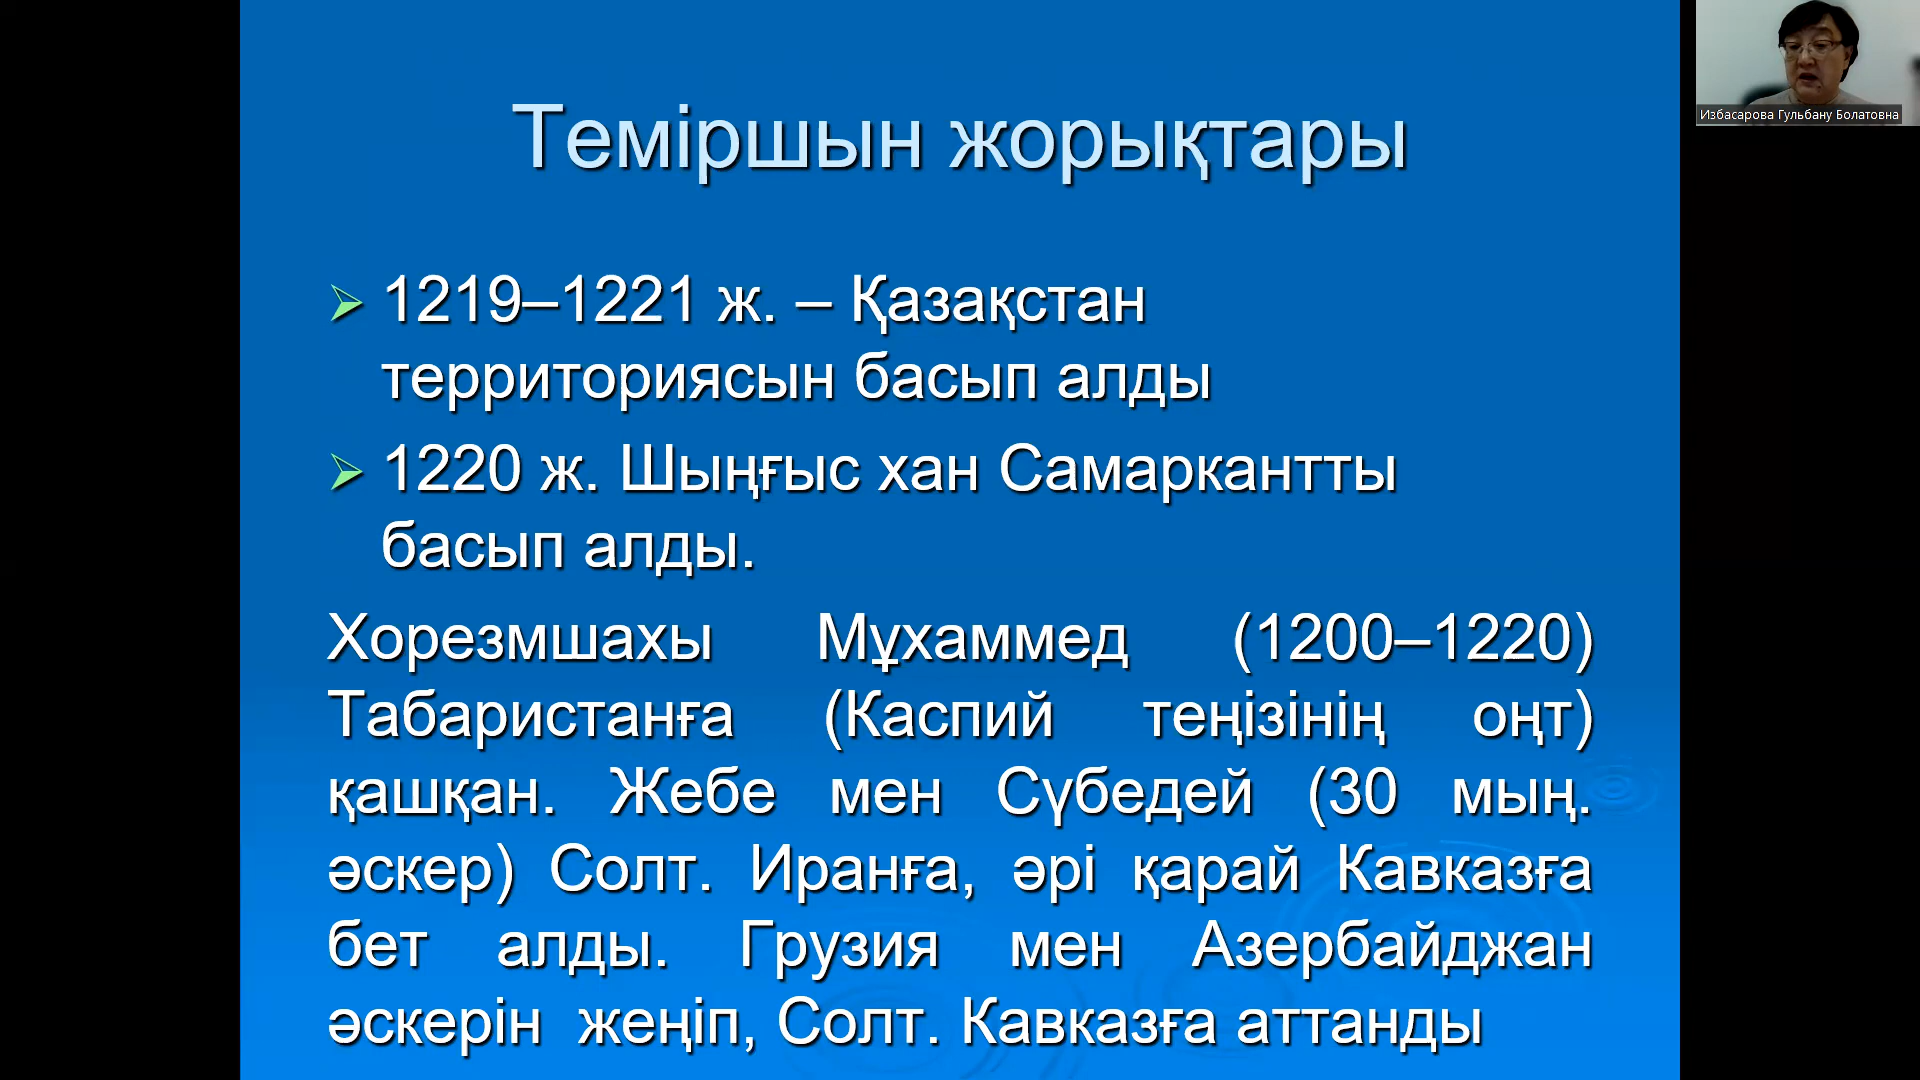 Теміршын жорықтары
1219–1221 ж. – Қазақстан
территориясын басып алды
1220 ж. Шыңғыс хан Самаркантты
басып алды.
Хорезмшахы Мұхаммед (1200–1220)
Табаристанға (Каспий теңізінің оңт)
қашқан. Жебе мен Сүбедей (30 мың.
әскер) Солт. Иранға, әрі қарай Кавказға
бет алды. Грузия мен Азербайджан
әскерін жеңіп, Солт. Кавказға аттанды
Избасарова Гульбану Болатовна